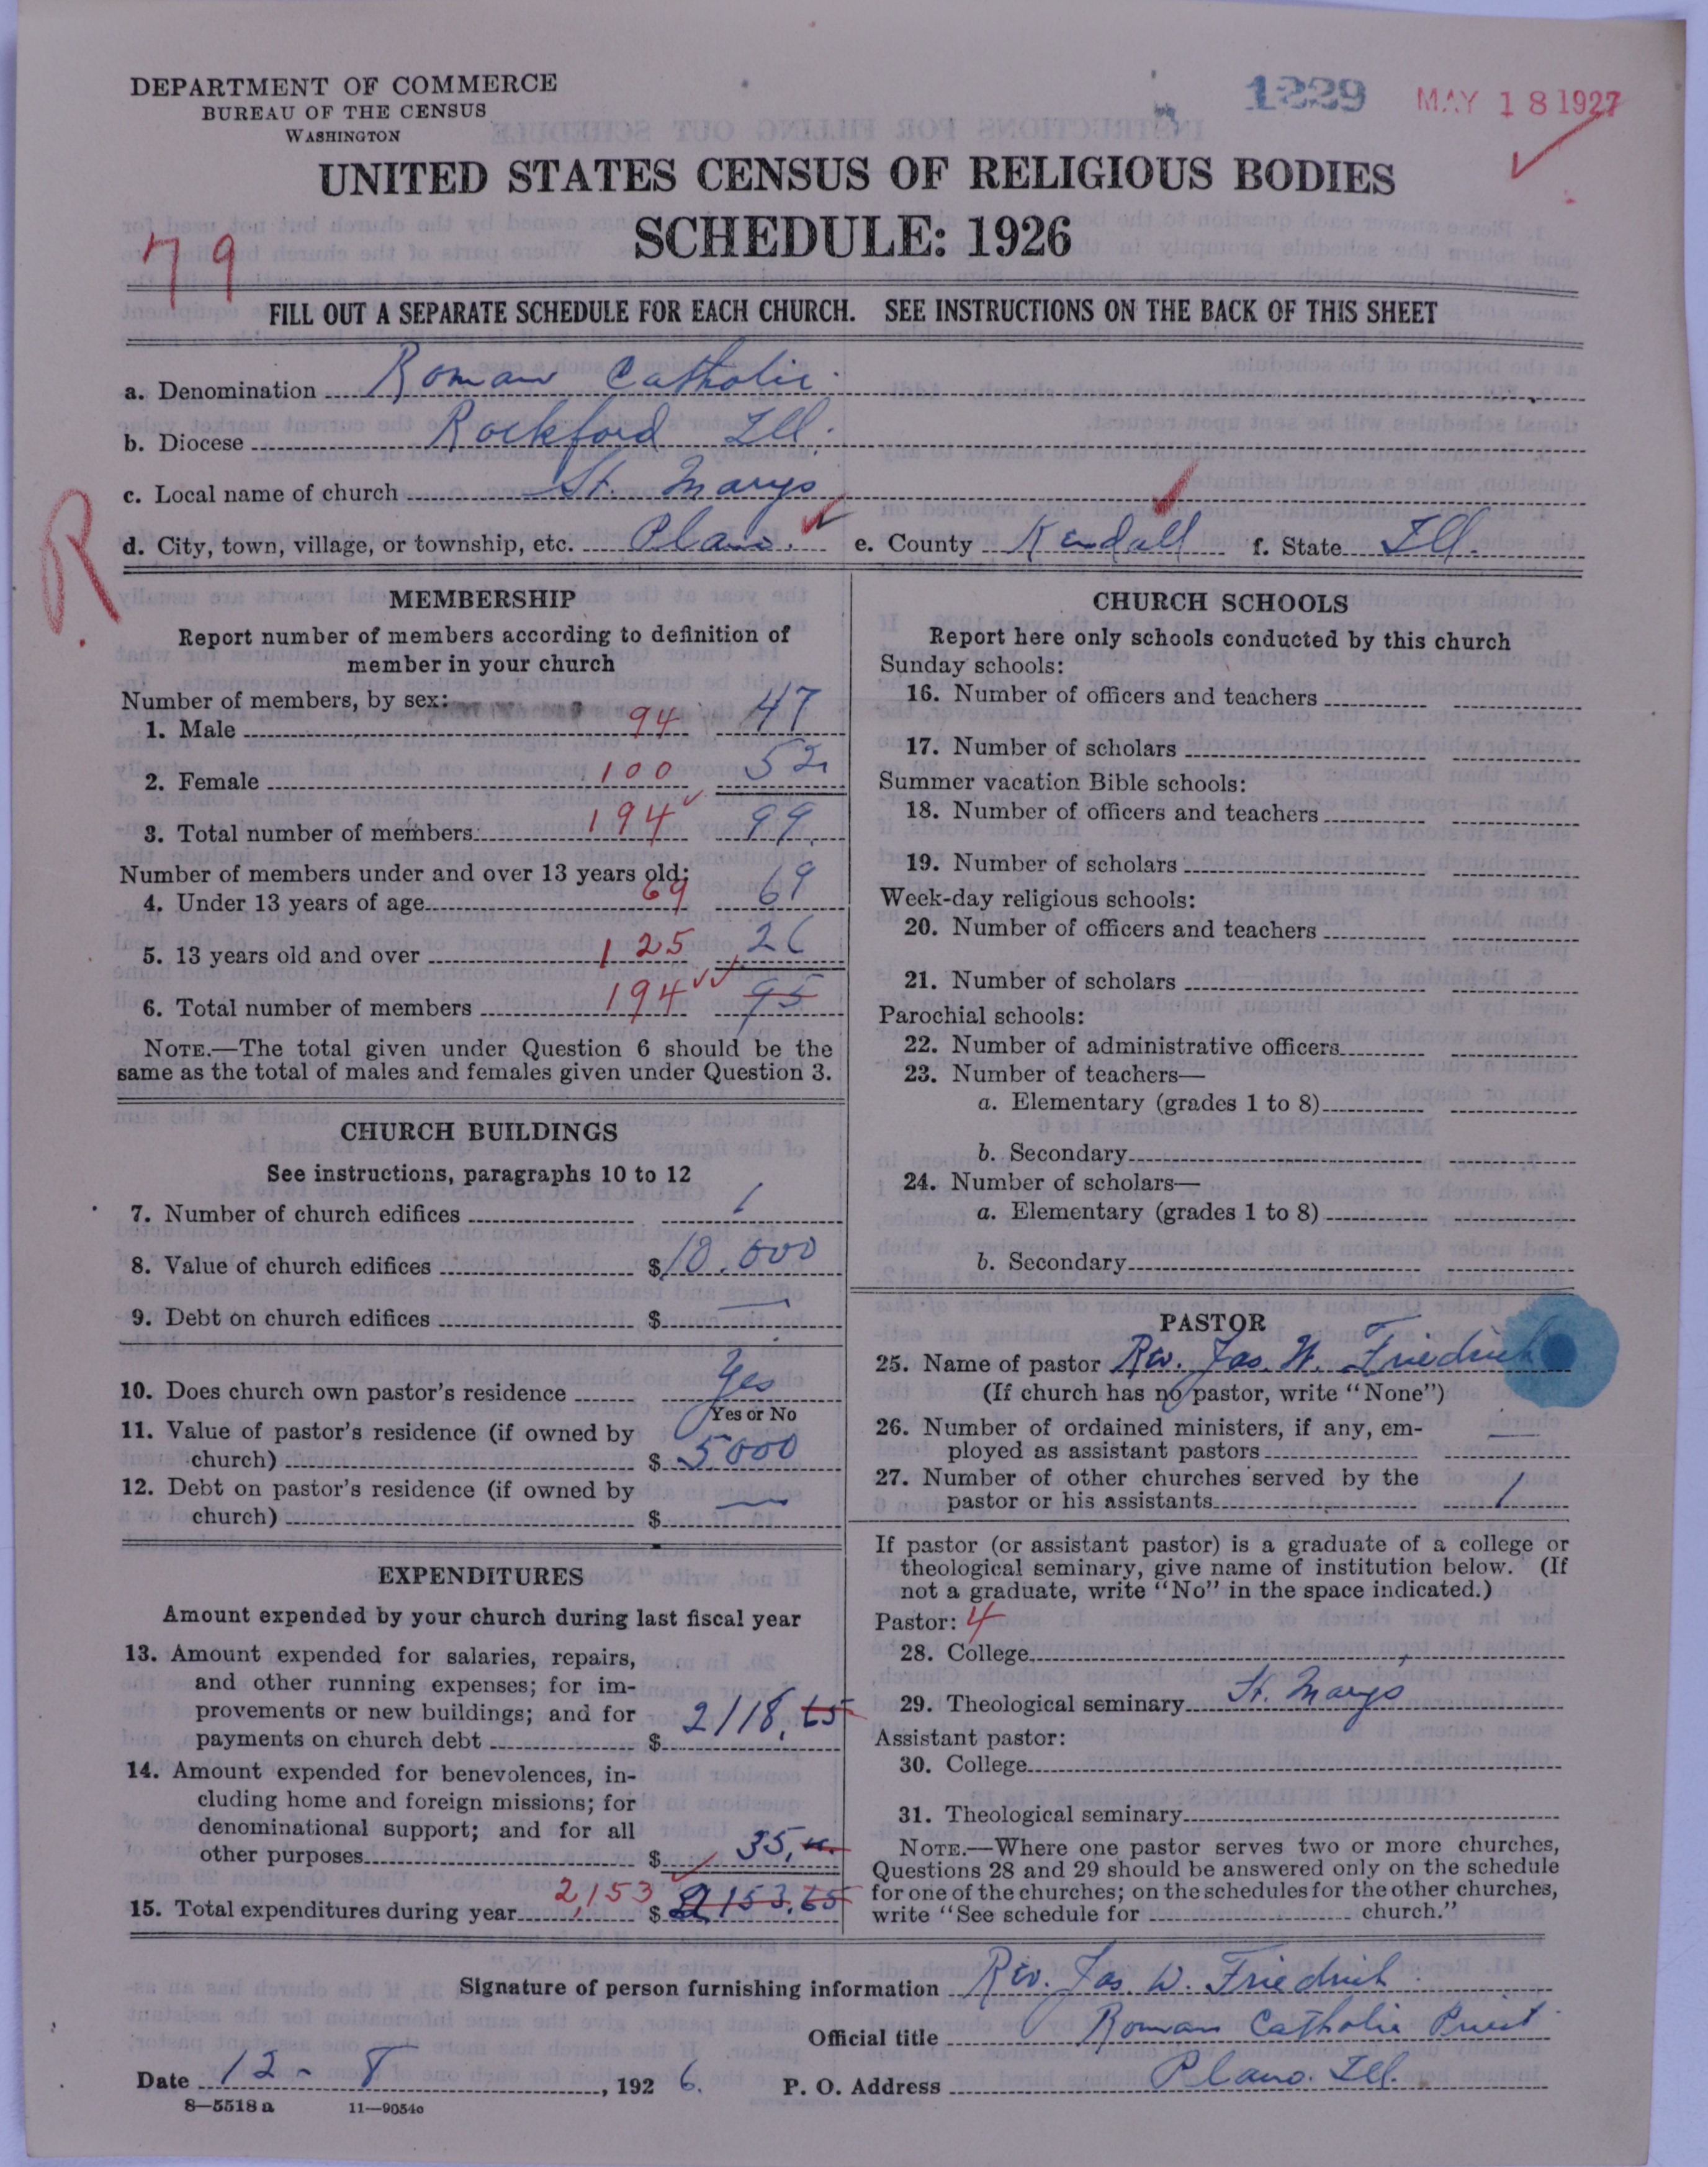 DEPARTMENT OF COMMERCE
BUREAU OF THE CENSUS
WASHINGTON
1229 MAY 18 1927
UNITED STATES CENSUS OF RELIGIOUS BODIES
SCHEDULE: 1926
79
FILL OUT A SEPARATE SCHEDULE FOR EACH CHURCH. SEE INSTRUCTIONS ON THE BACK OF THIS SHEET
a. Denomination Roman Catholic.
b. Diocese Rockford Ill.
c. Local name of church St. Marys
d. City, town, village, or township, etc. Plano. e. County Kendall f. State Ill.
R.
MEMBERSHIP
Report number of members according to definition of
member in your church
Number of members, by sex:
1. Male 94 47
2. Female 100 52
3. Total number of members 194 99
Number of members under and over 13 years old:
4. Under 13 years of age 69 69
5. 13 years old and over 125 26
6. Total number of members 194 95
NOTE.—The total given under Question 6 should be the
same as the total of males and females given under Question 3.
CHURCH BUILDINGS
See instructions, paragraphs 10 to 12
7. Number of church edifices 1
8. Value of church edifices $10.000
9. Debt on church edifices $ —
10. Does church own pastor's residence Yes
Yes or No
11. Value of pastor's residence (if owned by
church) $ 5000
12. Debt on pastor's residence (if owned by
church) $ —
EXPENDITURES
Amount expended by your church during last fiscal year
13. Amount expended for salaries, repairs,
and other running expenses; for im-
provements or new buildings; and for
payments on church debt $ 2118.65
14. Amount expended for benevolences, in-
cluding home and foreign missions; for
denominational support; and for all
other purposes $ 35.
15. Total expenditures during year 2,153 $ 2153.65
CHURCH SCHOOLS
Report here only schools conducted by this church
Sunday schools:
16. Number of officers and teachers
17. Number of scholars
Summer vacation Bible schools:
18. Number of officers and teachers
19. Number of scholars
Week-day religious schools:
20. Number of officers and teachers
21. Number of scholars
Parochial schools:
22. Number of administrative officers
23. Number of teachers—
a. Elementary (grades 1 to 8)
b. Secondary
24. Number of scholars—
a. Elementary (grades 1 to 8)
b. Secondary
PASTOR
25. Name of pastor Rev. Jas. W. Friedrich
(If church has no pastor, write "None")
26. Number of ordained ministers, if any, em-
ployed as assistant pastors —
27. Number of other churches served by the
pastor or his assistants 1
If pastor (or assistant pastor) is a graduate of a college or
theological seminary, give name of institution below. (If
not a graduate, write "No" in the space indicated.)
Pastor: 4
28. College
29. Theological seminary St. Marys
Assistant pastor:
30. College
31. Theological seminary
NOTE.—Where one pastor serves two or more churches,
Questions 28 and 29 should be answered only on the schedule
for one of the churches; on the schedules for the other churches,
write "See schedule for church."
Signature of person furnishing information Rev. Jas. W. Friedrich
Official title Roman Catholic Priest
Date 12 - 8, 1926. P. O. Address Plano. Ill.
8—5518 a 11—9054c